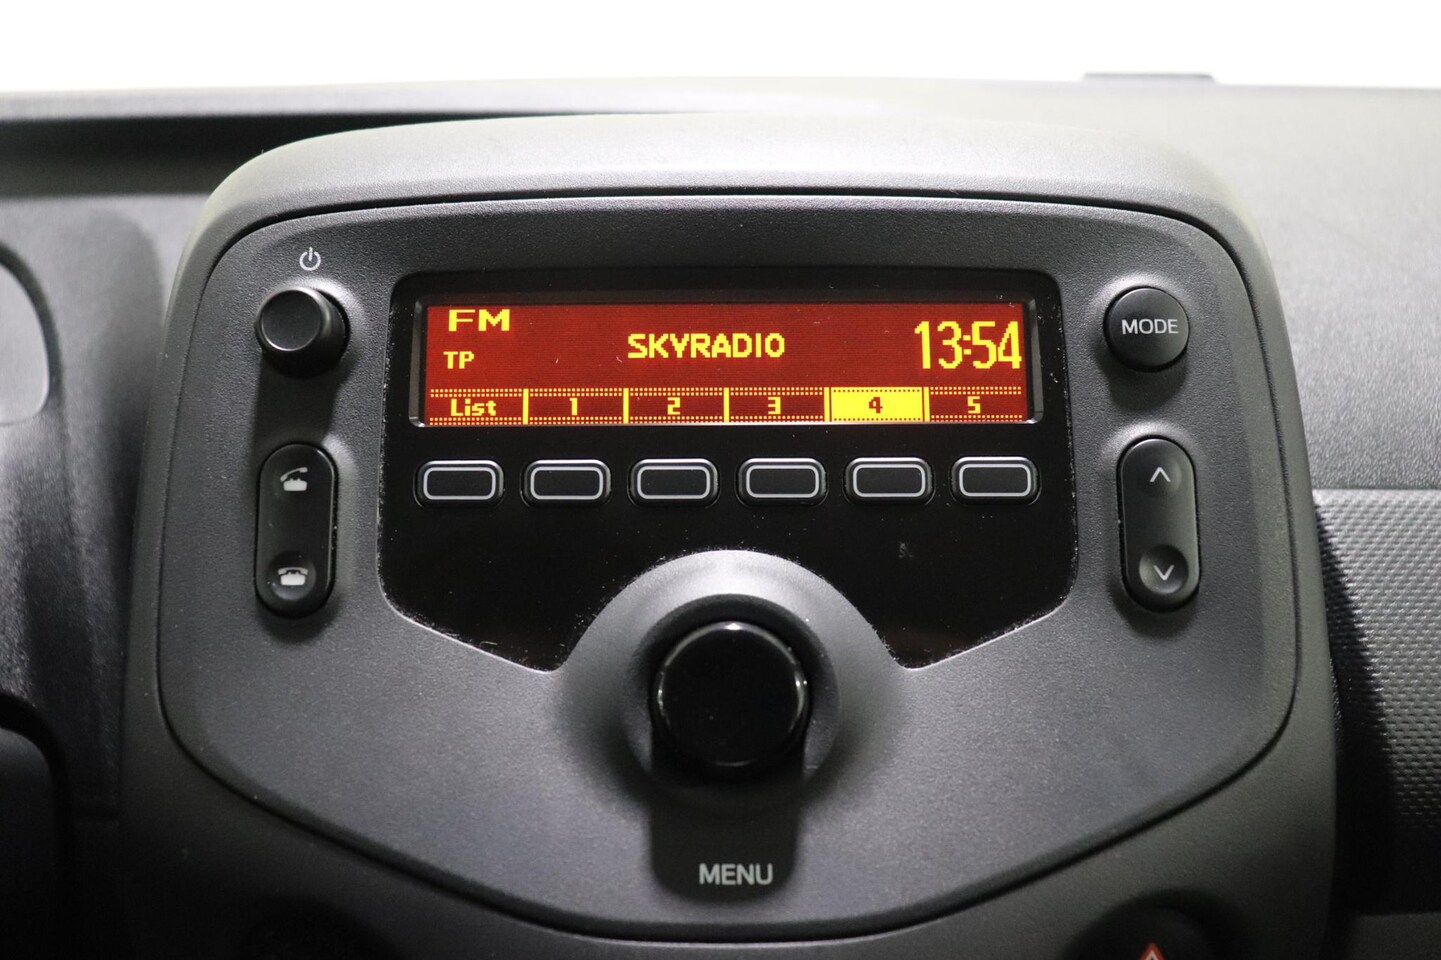 FM
TP
SKYRADIO
13:54
List 1 2 3 4 5
MODE
MENU